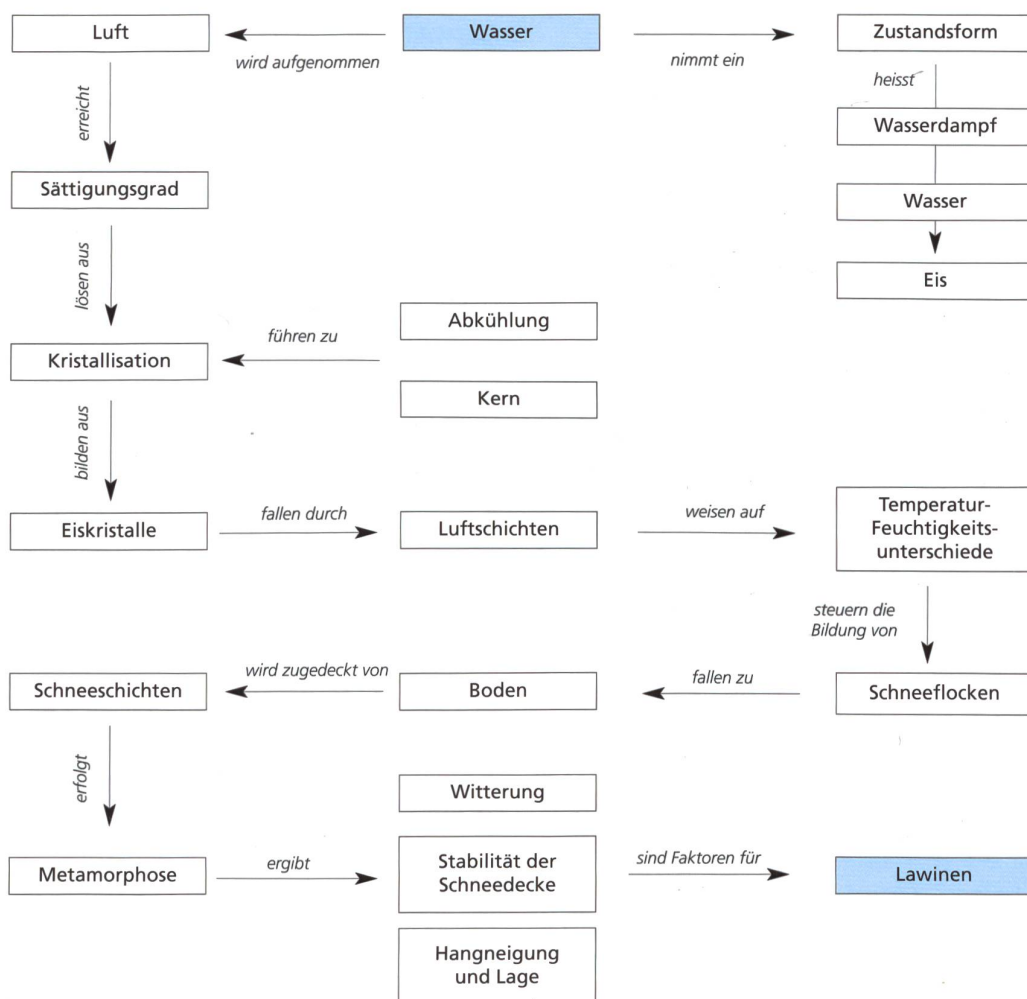 Luft
Wasser
Zustandsform
wird aufgenommen
nimmt ein
heisst
erreicht
Wasserdampf
Sättigungsgrad
Wasser
lösen aus
Eis
Abkühlung
führen zu
Kristallisation
Kern
bilden aus
Eiskristalle
fallen durch
Luftschichten
weisen auf
Temperatur-
Feuchtigkeits-
unterschiede
steuern die
Bildung von
Schneeschichten
wird zugedeckt von
Boden
fallen zu
Schneeflocken
erfolgt
Witterung
Metamorphose
ergibt
Stabilität der
Schneedecke
sind Faktoren für
Lawinen
Hangneigung
und Lage